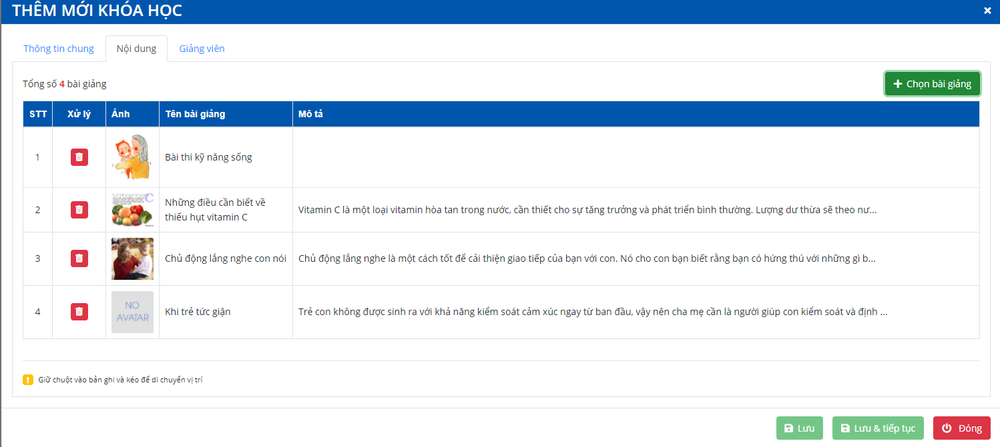 THÊM MỚI KHÓA HỌC
Thông tin chung
Nội dung
Giảng viên
Tổng số 4 bài giảng
Chọn bài giảng
STT Xử lý Ảnh Tên bài giảng Mô tả
1 Bài thi kỹ năng sống
2 Những điều cần biết về
thiếu hụt vitamin C
Vitamin C là một loại vitamin hòa tan trong nước, cần thiết cho sự tăng trưởng và phát triển bình thường. Lượng dư thừa sẽ theo nư...
3 Chủ động lắng nghe con nói Chủ động lắng nghe là một cách tốt để cải thiện giao tiếp của bạn với con. Nó cho con bạn biết rằng bạn có hứng thú với những gì b...
4 NO
AVATAR
Khi trẻ tức giận Trẻ con không được sinh ra với khả năng kiểm soát cảm xúc ngay từ ban đầu, vậy nên cha mẹ cần là người giúp con kiểm soát và định ...
Giữ chuột vào bản ghi và kéo để di chuyển vị trí
Lưu
Lưu & tiếp tục
Đóng